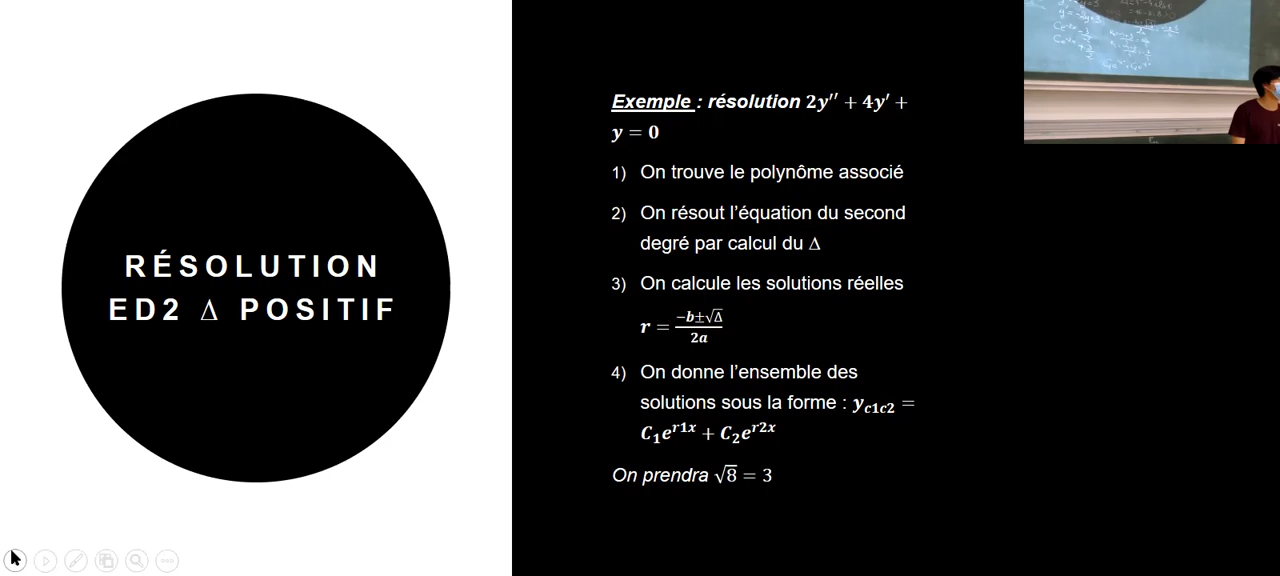 RÉSOLUTION
ED2 Δ POSITIF
Exemple : résolution 2y′′ + 4y′ +
y = 0
1) On trouve le polynôme associé
2) On résout l’équation du second
degré par calcul du Δ
3) On calcule les solutions réelles
r = −b±√Δ / 2a
4) On donne l’ensemble des
solutions sous la forme : y_c1c2 =
C₁e^r1x + C₂e^r2x
On prendra √8 = 3